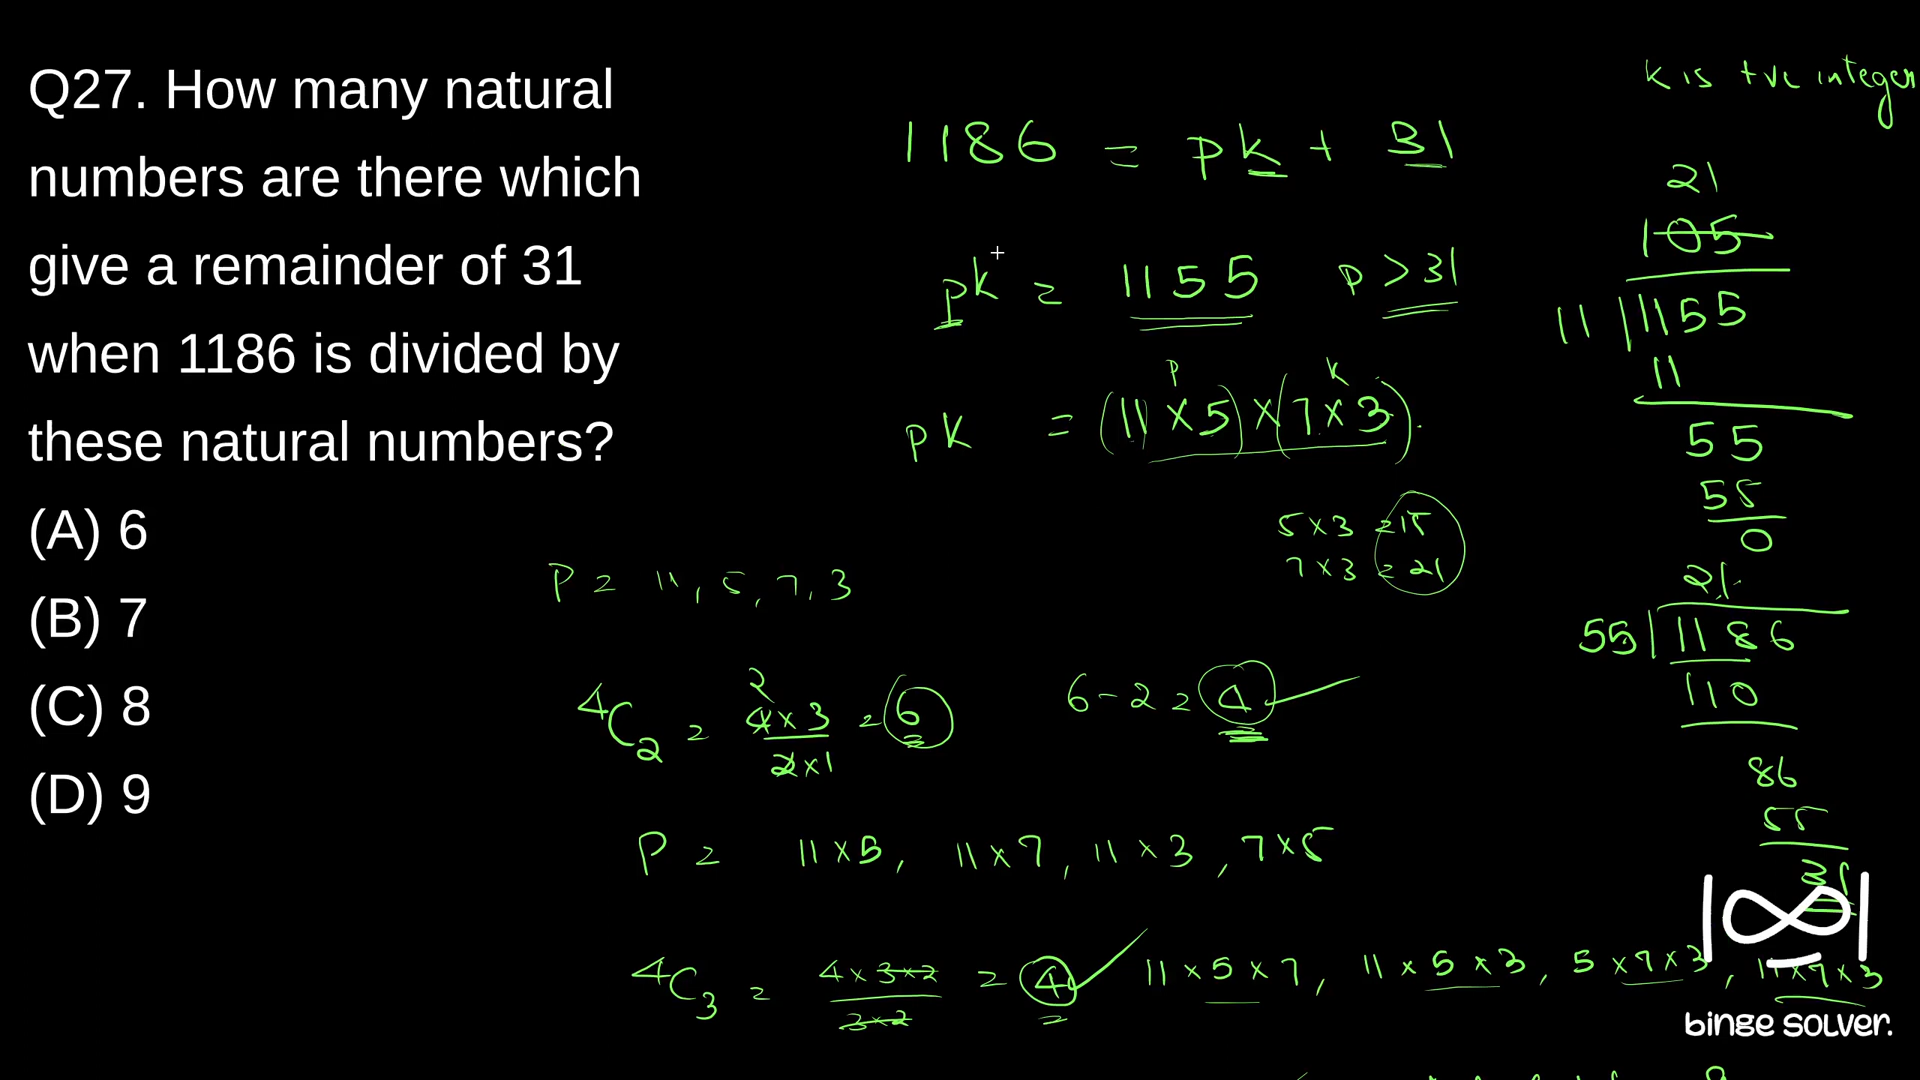 Q27. How many natural
numbers are there which
give a remainder of 31
when 1186 is divided by
these natural numbers?
(A) 6
(B) 7
(C) 8
(D) 9
k is +ve integer
1186 = pk + 31
pk = 1155 p > 31
p k
pk = (11 × 5) × (7 × 3).
5 × 3 = 15
7 × 3 = 21
P = 11, 5, 7, 3
4C2 = 4×3 / 2×1 = 6
2
6 - 2 = 4
P = 11 × 5, 11 × 7, 11 × 3, 7 × 5
4C3 = 4 × 3×2 / 3×2 = 4
11 × 5 × 7, 11 × 5 × 3, 5 × 7 × 3, 11 × 7 × 3
21
105
11 | 1155
11
55
55
0
21
55 | 1186
110
86
55
31
binge solver.